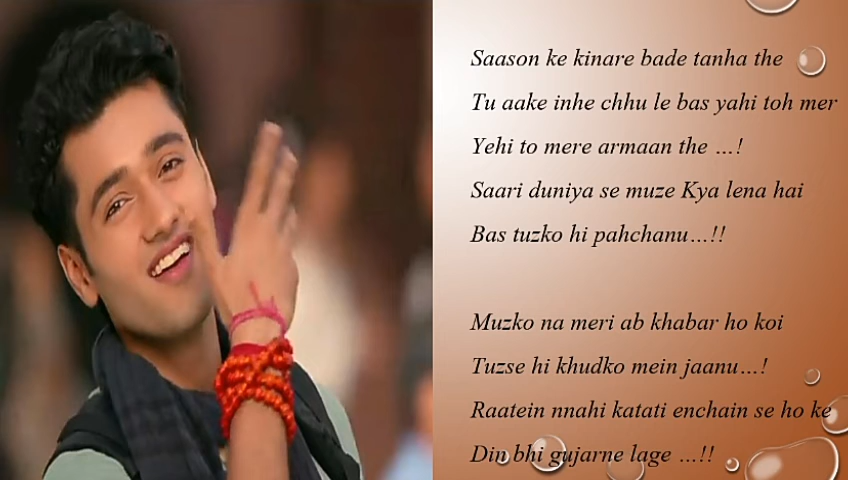 Saason ke kinare bade tanha the
Tu aake inhe chhu le bas yahi toh mer
Yehi to mere armaan the ...!
Saari duniya se muze Kya lena hai
Bas tuzko hi pahchanu...!!
Muzko na meri ab khabar ho koi
Tuzse hi khudko mein jaanu...!
Raatein nnahi katati enchain se ho ke
Din bhi gujarne lage ...!!